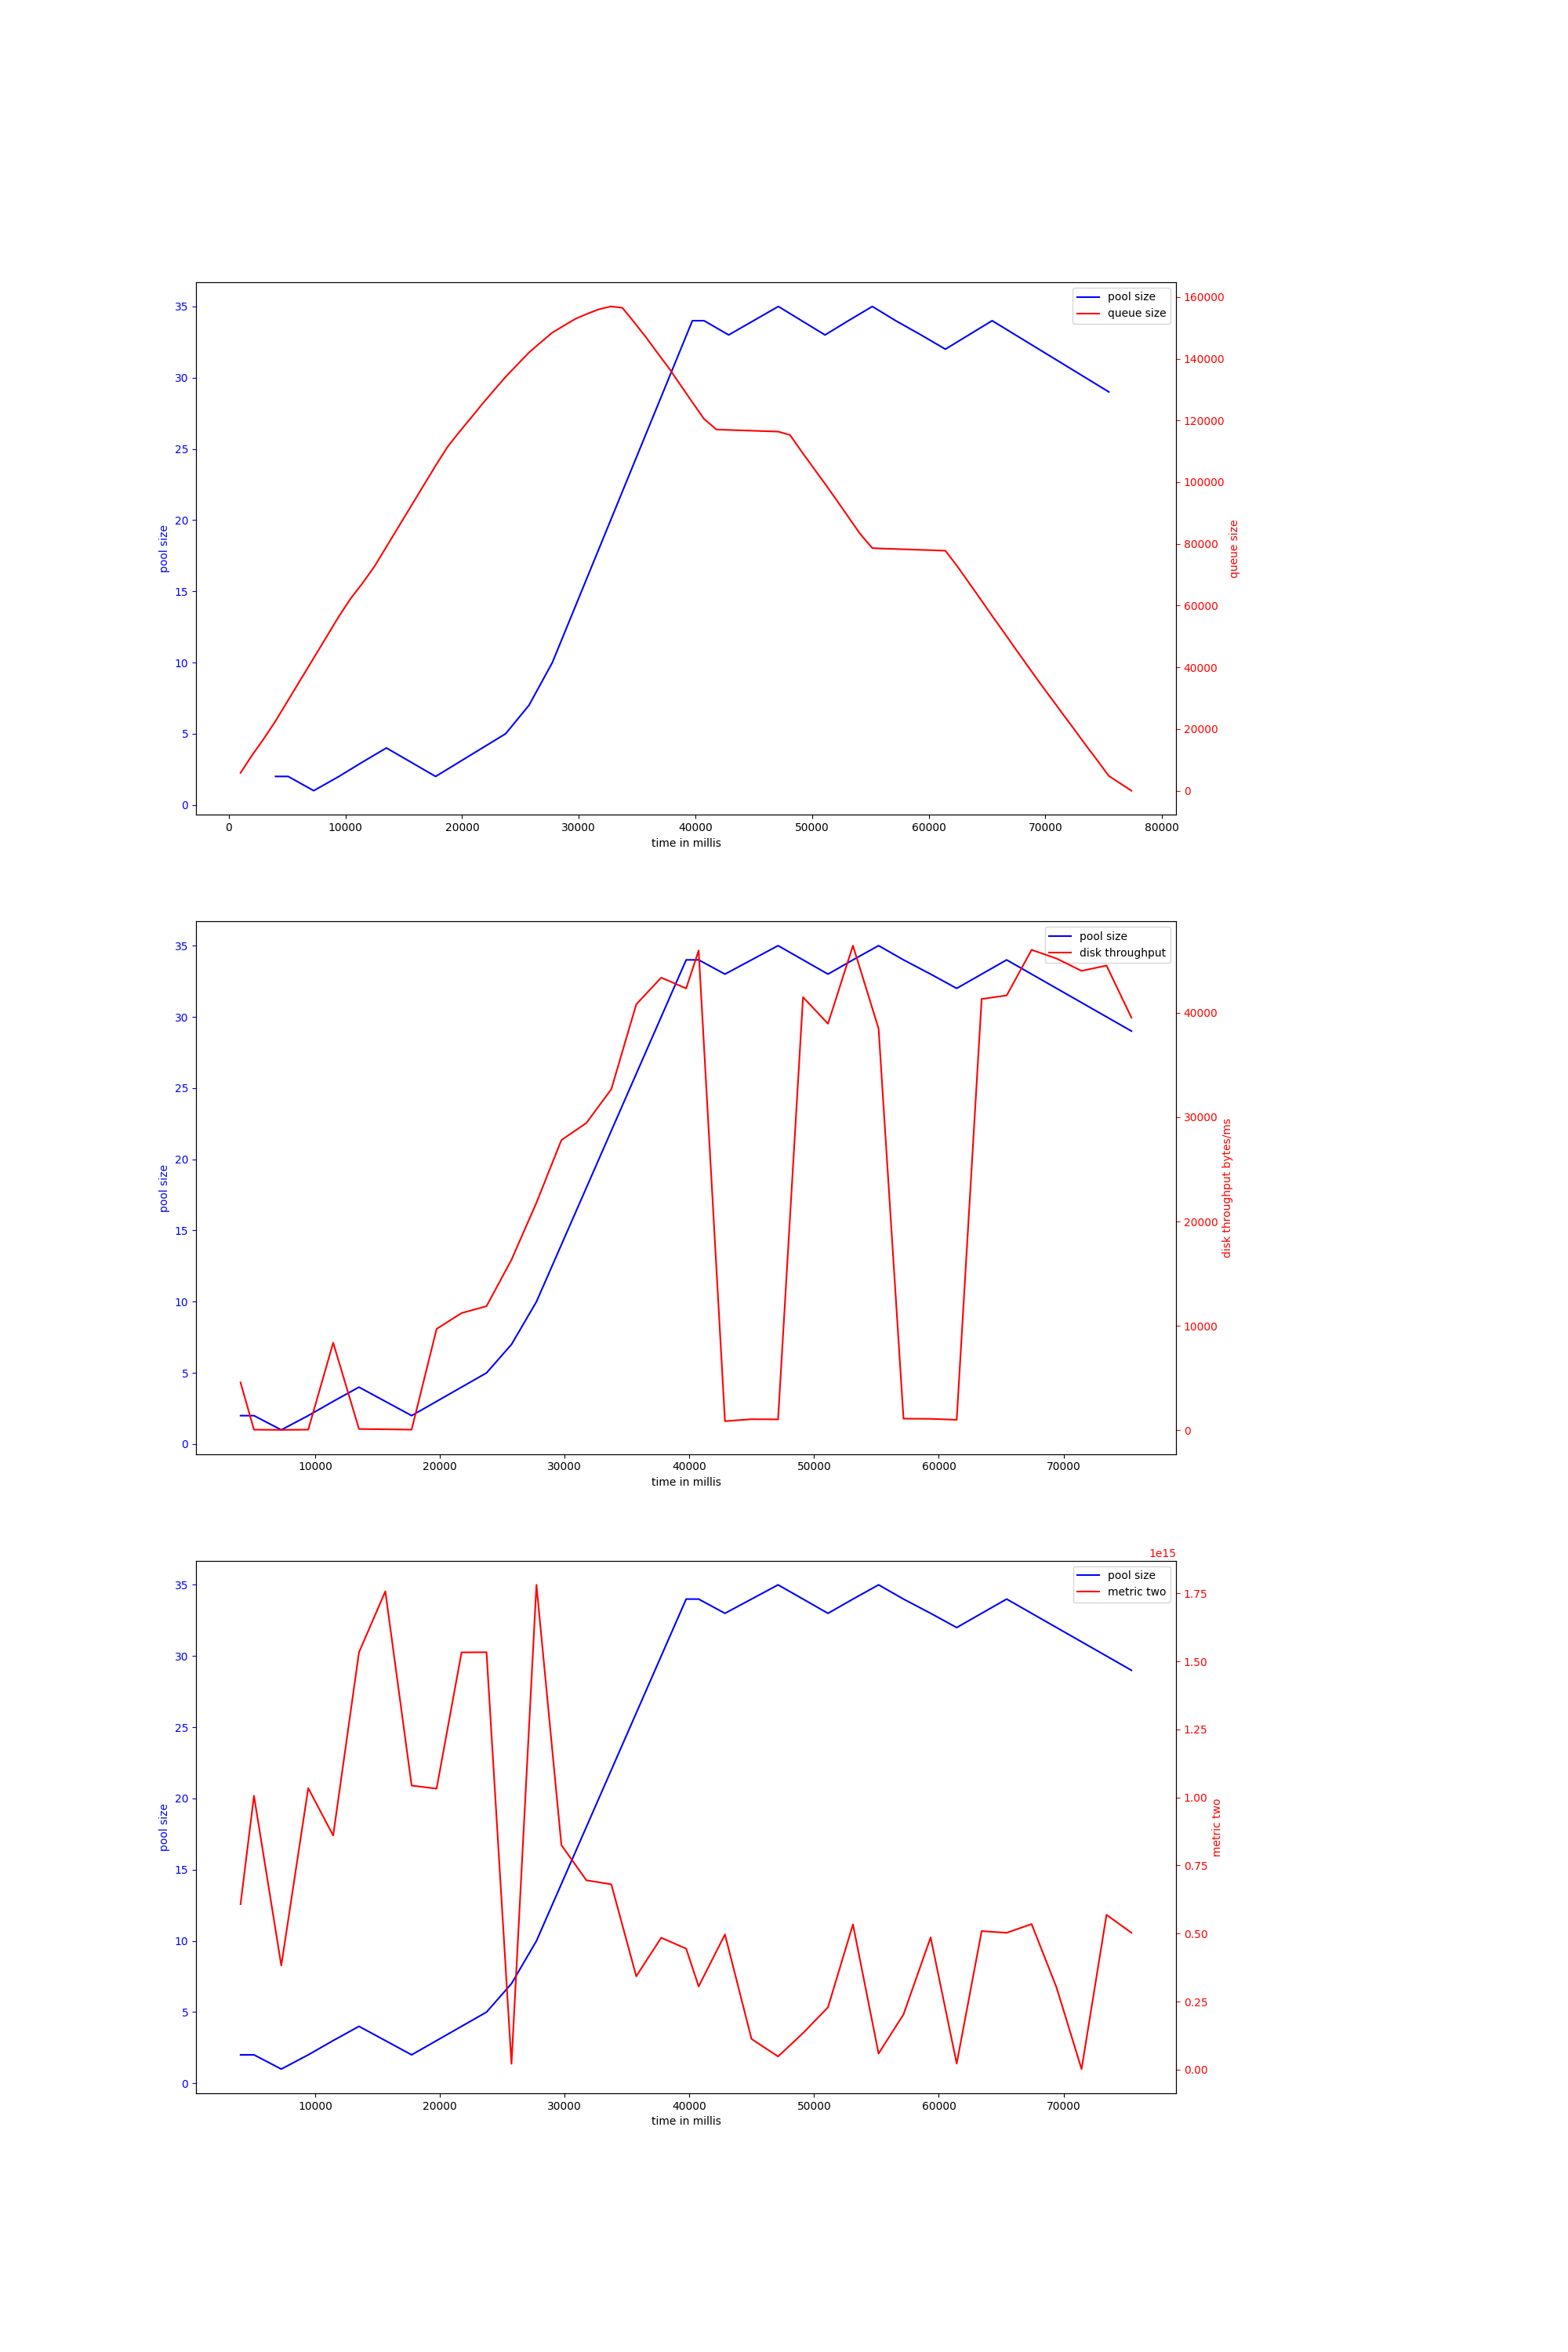 pool size
queue size
35
30
25
20
15
10
5
0
pool size
160000
140000
120000
100000
80000
60000
40000
20000
0
queue size
0 10000 20000 30000 40000 50000 60000 70000 80000
time in millis
pool size
disk throughput
35
30
25
20
15
10
5
0
pool size
40000
30000
20000
10000
0
disk throughput bytes/ms
10000 20000 30000 40000 50000 60000 70000
time in millis
1e15
pool size
metric two
35
30
25
20
15
10
5
0
pool size
1.75
1.50
1.25
1.00
0.75
0.50
0.25
0.00
metric two
10000 20000 30000 40000 50000 60000 70000
time in millis